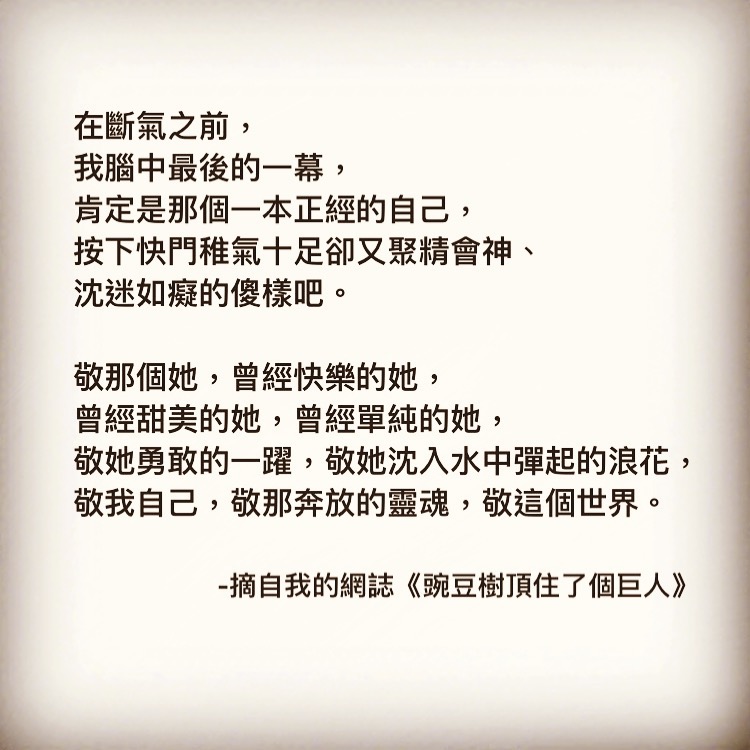 在斷氣之前，
我腦中最後的一幕，
肯定是那個一本正經的自己，
按下快門稚氣十足卻又聚精會神、
沈迷如癡的傻樣吧。
敬那個她，曾經快樂的她，
曾經甜美的她，曾經單純的她，
敬她勇敢的一躍，敬她沈入水中彈起的浪花，
敬我自己，敬那奔放的靈魂，敬這個世界。
-摘自我的網誌《豌豆樹頂住了個巨人》